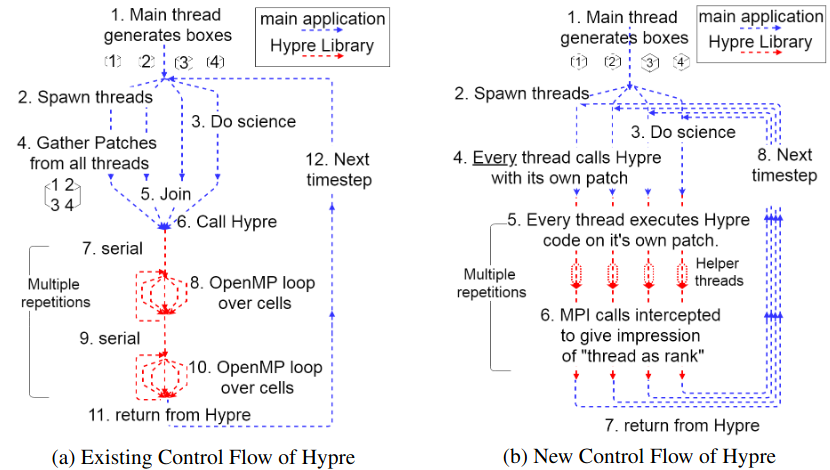 1. Main thread
generates boxes
main application
Hypre Library
1
2
3
4
2. Spawn threads
3. Do science
4. Gather Patches
from all threads
1 2
3 4
5. Join
12. Next
timestep
6. Call Hypre
7. serial
Multiple
repetitions
8. OpenMP loop
over cells
9. serial
10. OpenMP loop
over cells
11. return from Hypre
(a) Existing Control Flow of Hypre
1. Main thread
generates boxes
main application
Hypre Library
1
2
3
4
2. Spawn threads
3. Do science
4. Every thread calls Hypre
with its own patch
8. Next
timestep
5. Every thread executes Hypre
code on it's own patch.
Multiple
repetitions
Helper
threads
6. MPI calls intercepted
to give impression
of "thread as rank"
7. return from Hypre
(b) New Control Flow of Hypre